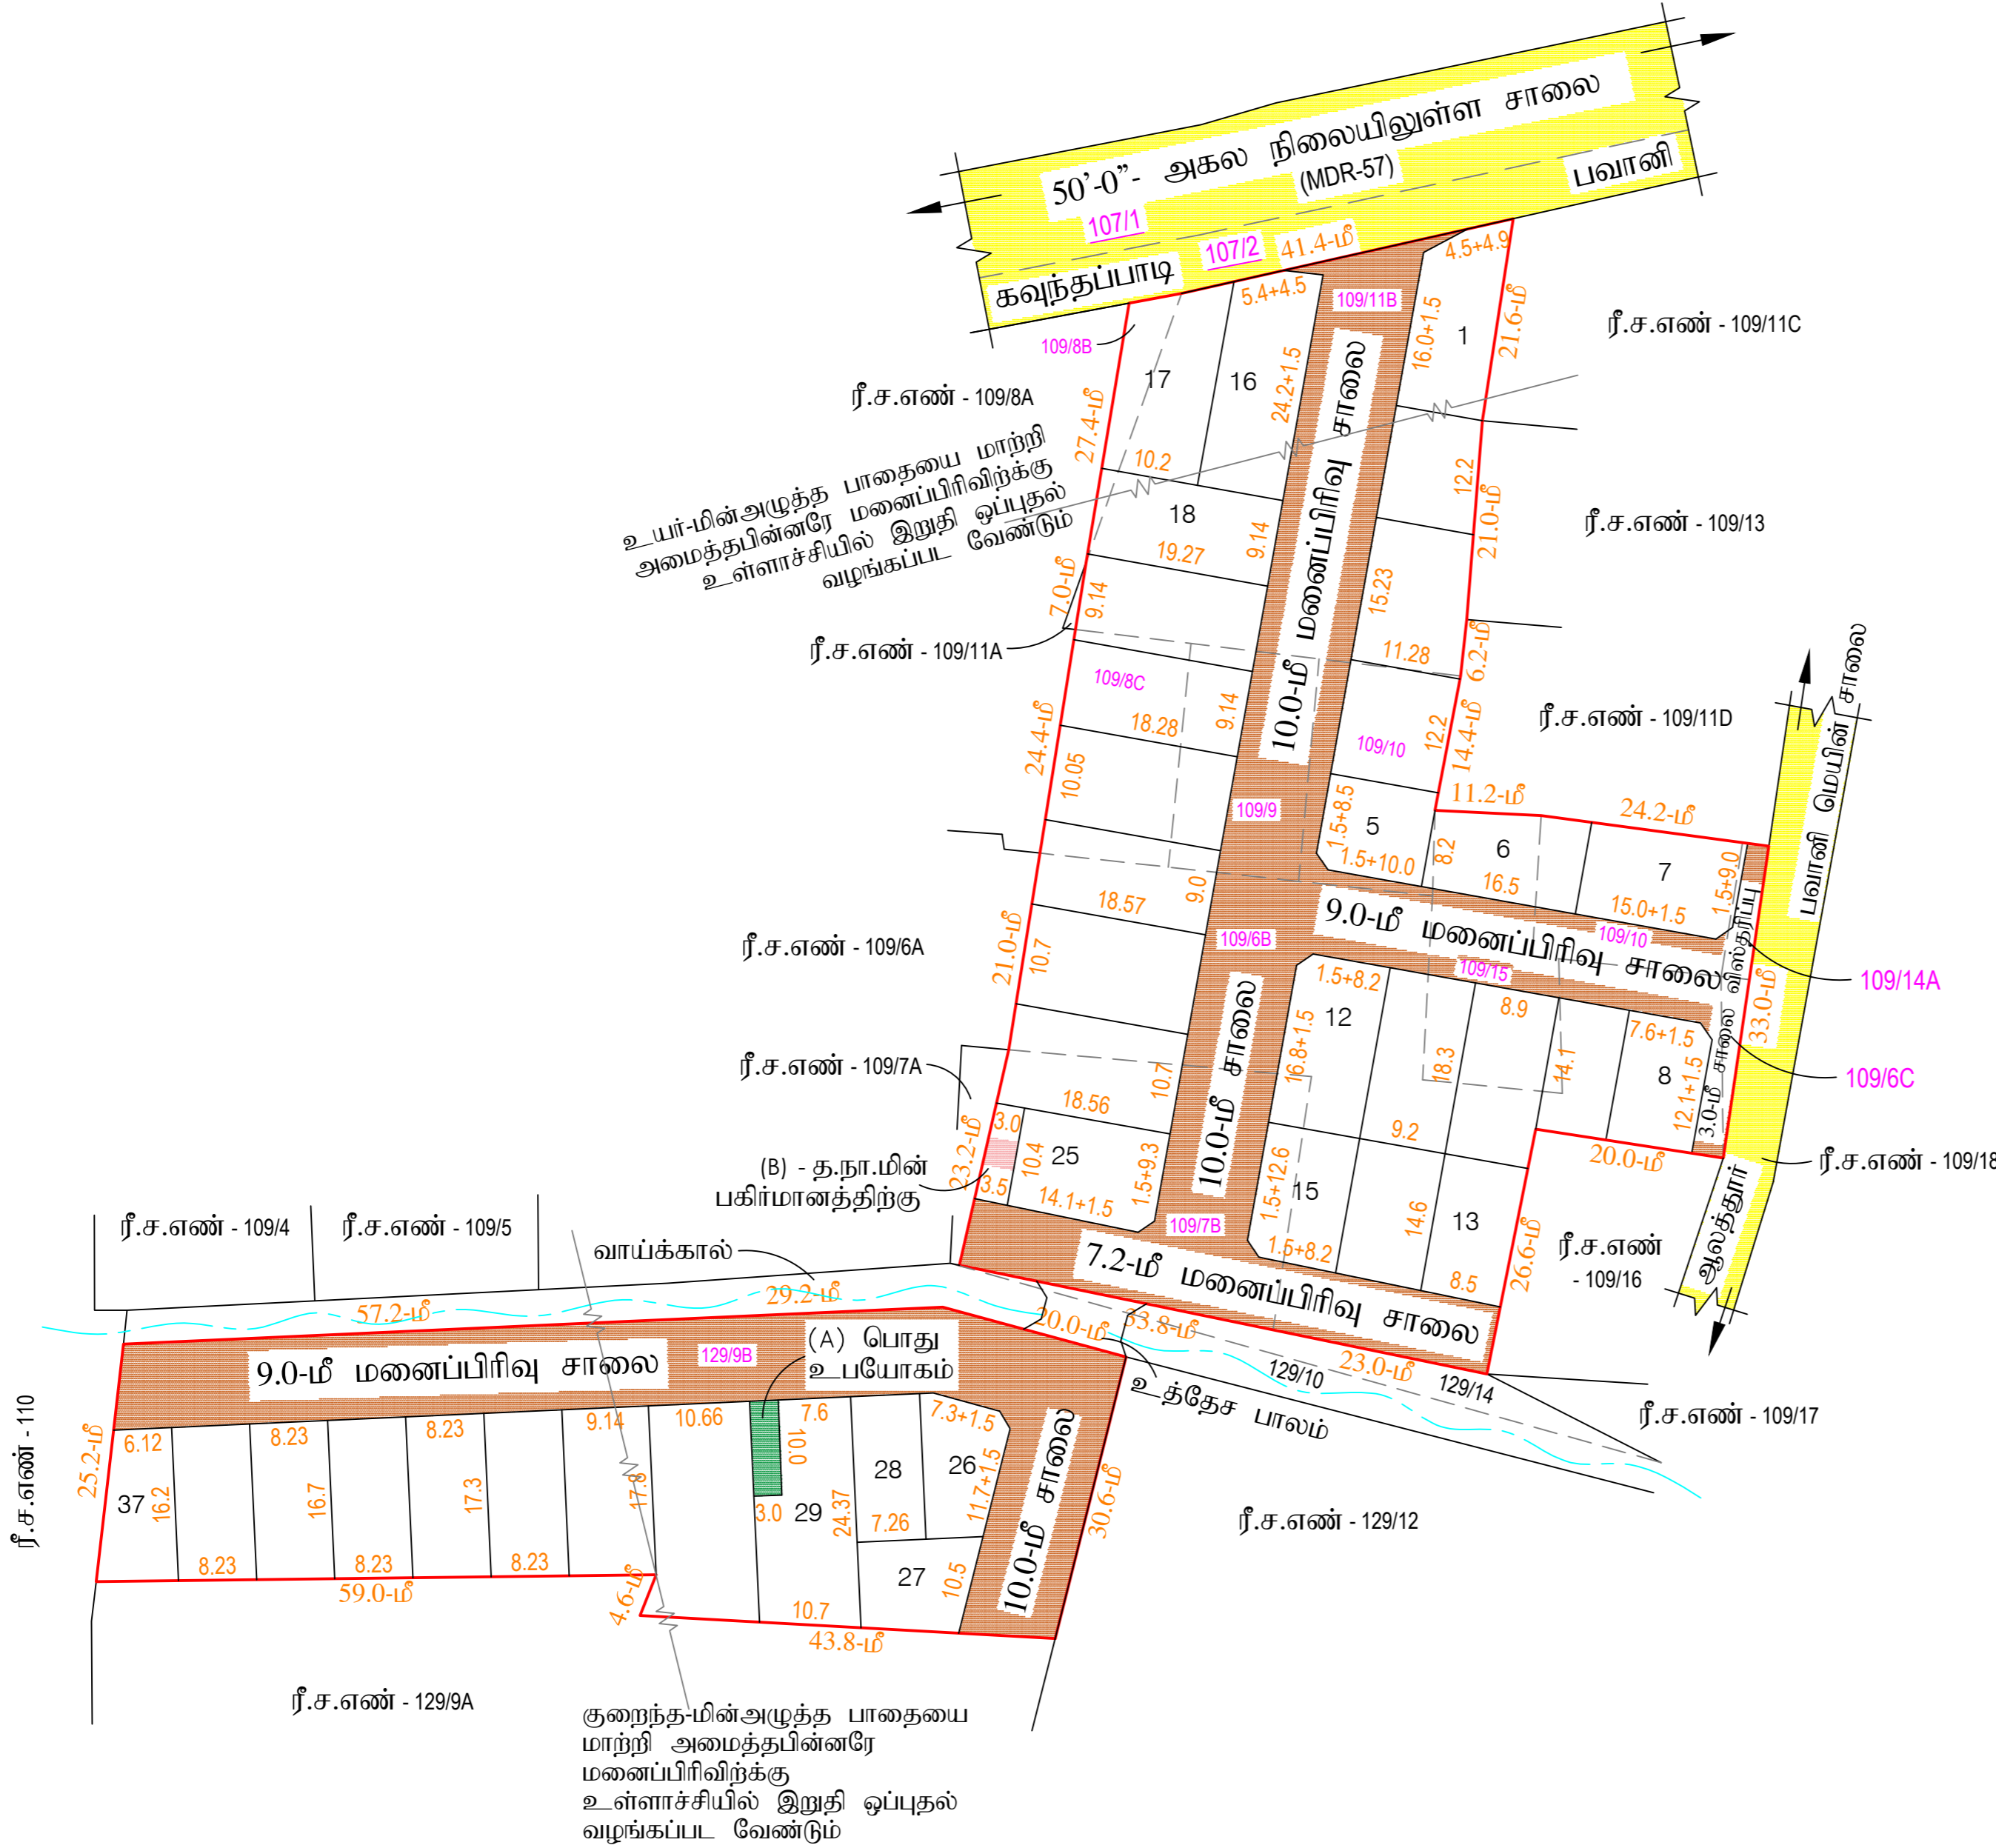 50'-0"- அகல நிலையிலுள்ள சாலை
(MDR-57)
பவானி
107/1
107/2
41.4-மீ
கவுந்தப்பாடி
5.4+4.5
4.5+4.9
109/11B
109/8B
17
16
24.2+1.5
16.0+1.5
1
21.6-மீ
ரீ.ச.எண் - 109/11C
ரீ.ச.எண் - 109/8A
27.4-மீ
10.2
உயர்-மின்அழுத்த பாதையை மாற்றி
அமைத்தபின்னரே மனைப்பிரிவிற்க்கு
உள்ளாச்சியில் இறுதி ஒப்புதல்
வழங்கப்பட வேண்டும்
18
19.27
9.14
10.0-மீ மனைப்பிரிவு சாலை
12.2
21.0-மீ
ரீ.ச.எண் - 109/13
7.0-மீ
9.14
15.23
11.28
6.2-மீ
ரீ.ச.எண் - 109/11A
109/8C
18.28
9.14
24.4-மீ
10.05
109/10
12.2
14.4-மீ
ரீ.ச.எண் - 109/11D
11.2-மீ
24.2-மீ
பவானி மெயின் சாலை
109/9
1.5+8.5
5
1.5+10.0
8.2
6
16.5
7
15.0+1.5
1.5+9.0
9.0
18.57
21.0-மீ
10.7
ரீ.ச.எண் - 109/6A
109/6B
9.0-மீ மனைப்பிரிவு சாலை
109/10
109/15
3.0-மீ சாலை விஸ்தரிப்பு
33.0-மீ
109/14A
109/6C
10.0-மீ சாலை
1.5+8.2
12
16.8+1.5
18.3
8.9
14.1
7.6+1.5
8
12.1+1.5
ரீ.ச.எண் - 109/7A
18.56
10.7
9.2
20.0-மீ
ரீ.ச.எண் - 109/18
23.2-மீ
3.0
(B) - த.நா.மின்
பகிர்மானத்திற்கு
3.5
10.4
25
14.1+1.5
1.5+9.3
1.5+12.6
15
1.5+8.2
14.6
13
8.5
26.6-மீ
ரீ.ச.எண்
- 109/16
ஆலத்தூர்
109/7B
7.2-மீ மனைப்பிரிவு சாலை
ரீ.ச.எண் - 109/4
ரீ.ச.எண் - 109/5
வாய்க்கால்
57.2-மீ
29.2-மீ
20.0-மீ
33.8-மீ
23.0-மீ
129/10
129/14
உத்தேச பாலம்
ரீ.ச.எண் - 109/17
9.0-மீ மனைப்பிரிவு சாலை
129/9B
(A) பொது
உபயோகம்
ரீ.ச.எண் - 110
25.2-மீ
6.12
8.23
8.23
9.14
10.66
7.6
7.3+1.5
37
16.2
16.7
17.3
17.8
10.0
3.0
29
24.37
28
7.26
26
11.7+1.5
10.0-மீ சாலை
30.6-மீ
ரீ.ச.எண் - 129/12
8.23
8.23
8.23
59.0-மீ
4.6-மீ
27
10.5
10.7
43.8-மீ
ரீ.ச.எண் - 129/9A
குறைந்த-மின்அழுத்த பாதையை
மாற்றி அமைத்தபின்னரே
மனைப்பிரிவிற்க்கு
உள்ளாச்சியில் இறுதி ஒப்புதல்
வழங்கப்பட வேண்டும்